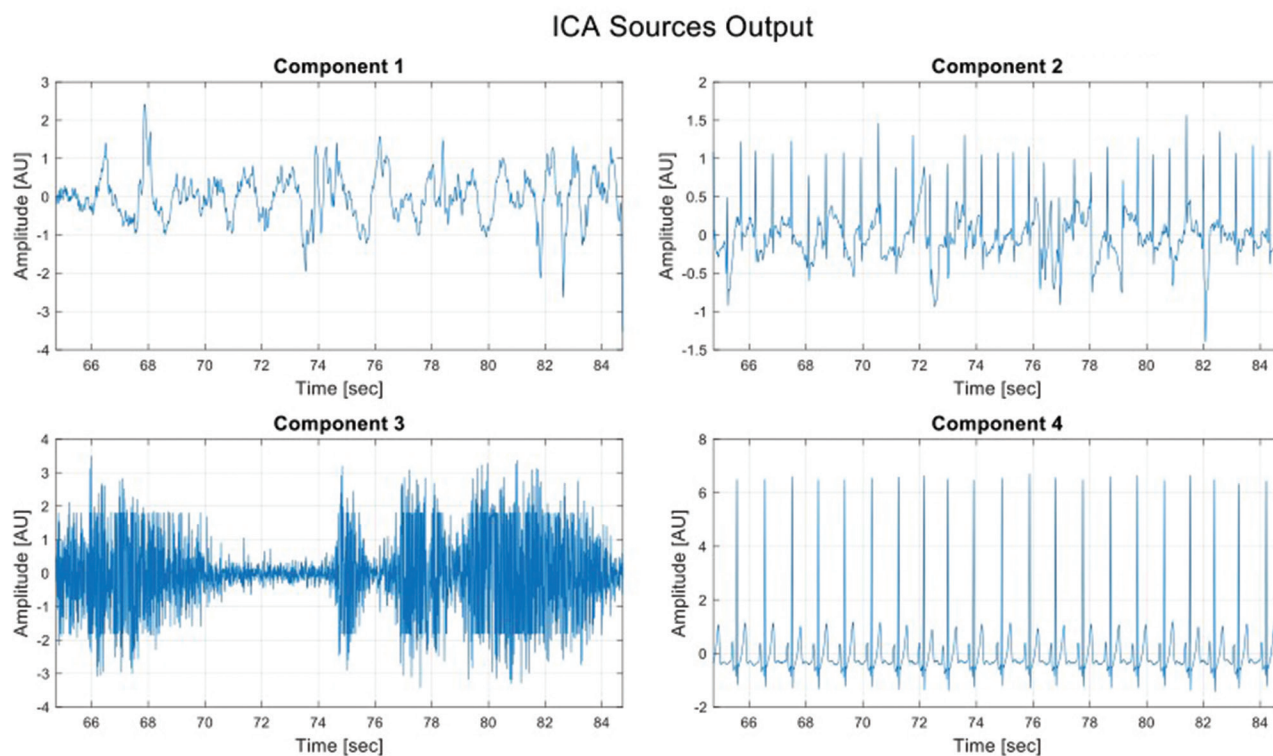 ICA Sources Output
Component 1
3
2
1
0
-1
-2
-3
-4
Amplitude [AU]
66 68 70 72 74 76 78 80 82 84
Time [sec]
Component 2
2
1.5
1
0.5
0
-0.5
-1
-1.5
Amplitude [AU]
66 68 70 72 74 76 78 80 82 84
Time [sec]
Component 3
4
3
2
1
0
-1
-2
-3
-4
Amplitude [AU]
66 68 70 72 74 76 78 80 82 84
Time [sec]
Component 4
8
6
4
2
0
-2
Amplitude [AU]
66 68 70 72 74 76 78 80 82 84
Time [sec]